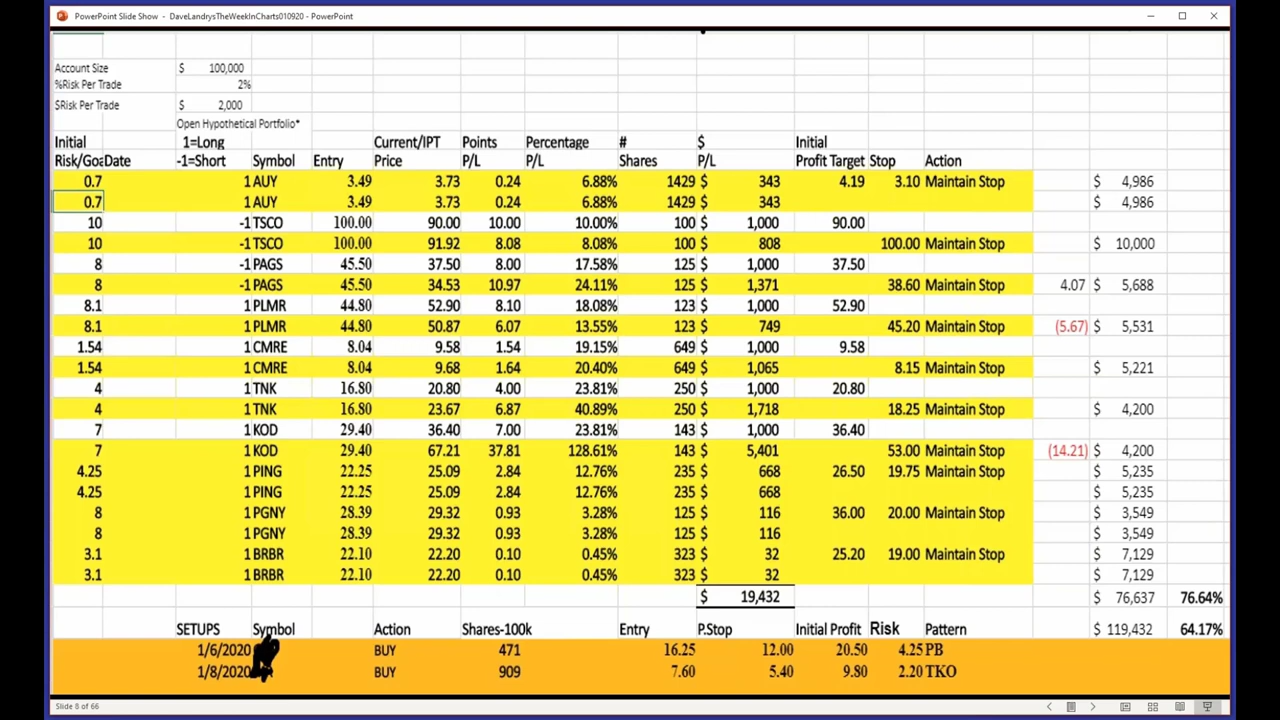 PowerPoint Slide Show - DaveLandrysTheWeekInCharts010920 - PowerPoint
Account Size $ 100,000
%Risk Per Trade 2%
$Risk Per Trade $ 2,000
Open Hypothetical Portfolio*
Initial 1=Long Current/IPT Points Percentage # $ Initial
Risk/Goa Date -1=Short Symbol Entry Price P/L P/L Shares P/L Profit Target Stop Action
0.7 1 AUY 3.49 3.73 0.24 6.88% 1429 $ 343 4.19 3.10 Maintain Stop $ 4,986
0.7 1 AUY 3.49 3.73 0.24 6.88% 1429 $ 343 $ 4,986
10 -1 TSCO 100.00 90.00 10.00 10.00% 100 $ 1,000 90.00
10 -1 TSCO 100.00 91.92 8.08 8.08% 100 $ 808 100.00 Maintain Stop $ 10,000
8 -1 PAGS 45.50 37.50 8.00 17.58% 125 $ 1,000 37.50
8 -1 PAGS 45.50 34.53 10.97 24.11% 125 $ 1,371 38.60 Maintain Stop 4.07 $ 5,688
8.1 1 PLMR 44.80 52.90 8.10 18.08% 123 $ 1,000 52.90
8.1 1 PLMR 44.80 50.87 6.07 13.55% 123 $ 749 45.20 Maintain Stop (5.67) $ 5,531
1.54 1 CMRE 8.04 9.58 1.54 19.15% 649 $ 1,000 9.58
1.54 1 CMRE 8.04 9.68 1.64 20.40% 649 $ 1,065 8.15 Maintain Stop $ 5,221
4 1 TNK 16.80 20.80 4.00 23.81% 250 $ 1,000 20.80
4 1 TNK 16.80 23.67 6.87 40.89% 250 $ 1,718 18.25 Maintain Stop $ 4,200
7 1 KOD 29.40 36.40 7.00 23.81% 143 $ 1,000 36.40
7 1 KOD 29.40 67.21 37.81 128.61% 143 $ 5,401 53.00 Maintain Stop (14.21) $ 4,200
4.25 1 PING 22.25 25.09 2.84 12.76% 235 $ 668 26.50 19.75 Maintain Stop $ 5,235
4.25 1 PING 22.25 25.09 2.84 12.76% 235 $ 668 $ 5,235
8 1 PGNY 28.39 29.32 0.93 3.28% 125 $ 116 36.00 20.00 Maintain Stop $ 3,549
8 1 PGNY 28.39 29.32 0.93 3.28% 125 $ 116 $ 3,549
3.1 1 BRBR 22.10 22.20 0.10 0.45% 323 $ 32 25.20 19.00 Maintain Stop $ 7,129
3.1 1 BRBR 22.10 22.20 0.10 0.45% 323 $ 32 $ 7,129
$ 19,432 $ 76,637 76.64%
SETUPS Symbol Action Shares-100k Entry P.Stop Initial Profit Risk Pattern $ 119,432 64.17%
1/6/2020 BUY 471 16.25 12.00 20.50 4.25 PB
1/8/2020 BUY 909 7.60 5.40 9.80 2.20 TKO
Slide 8 of 66